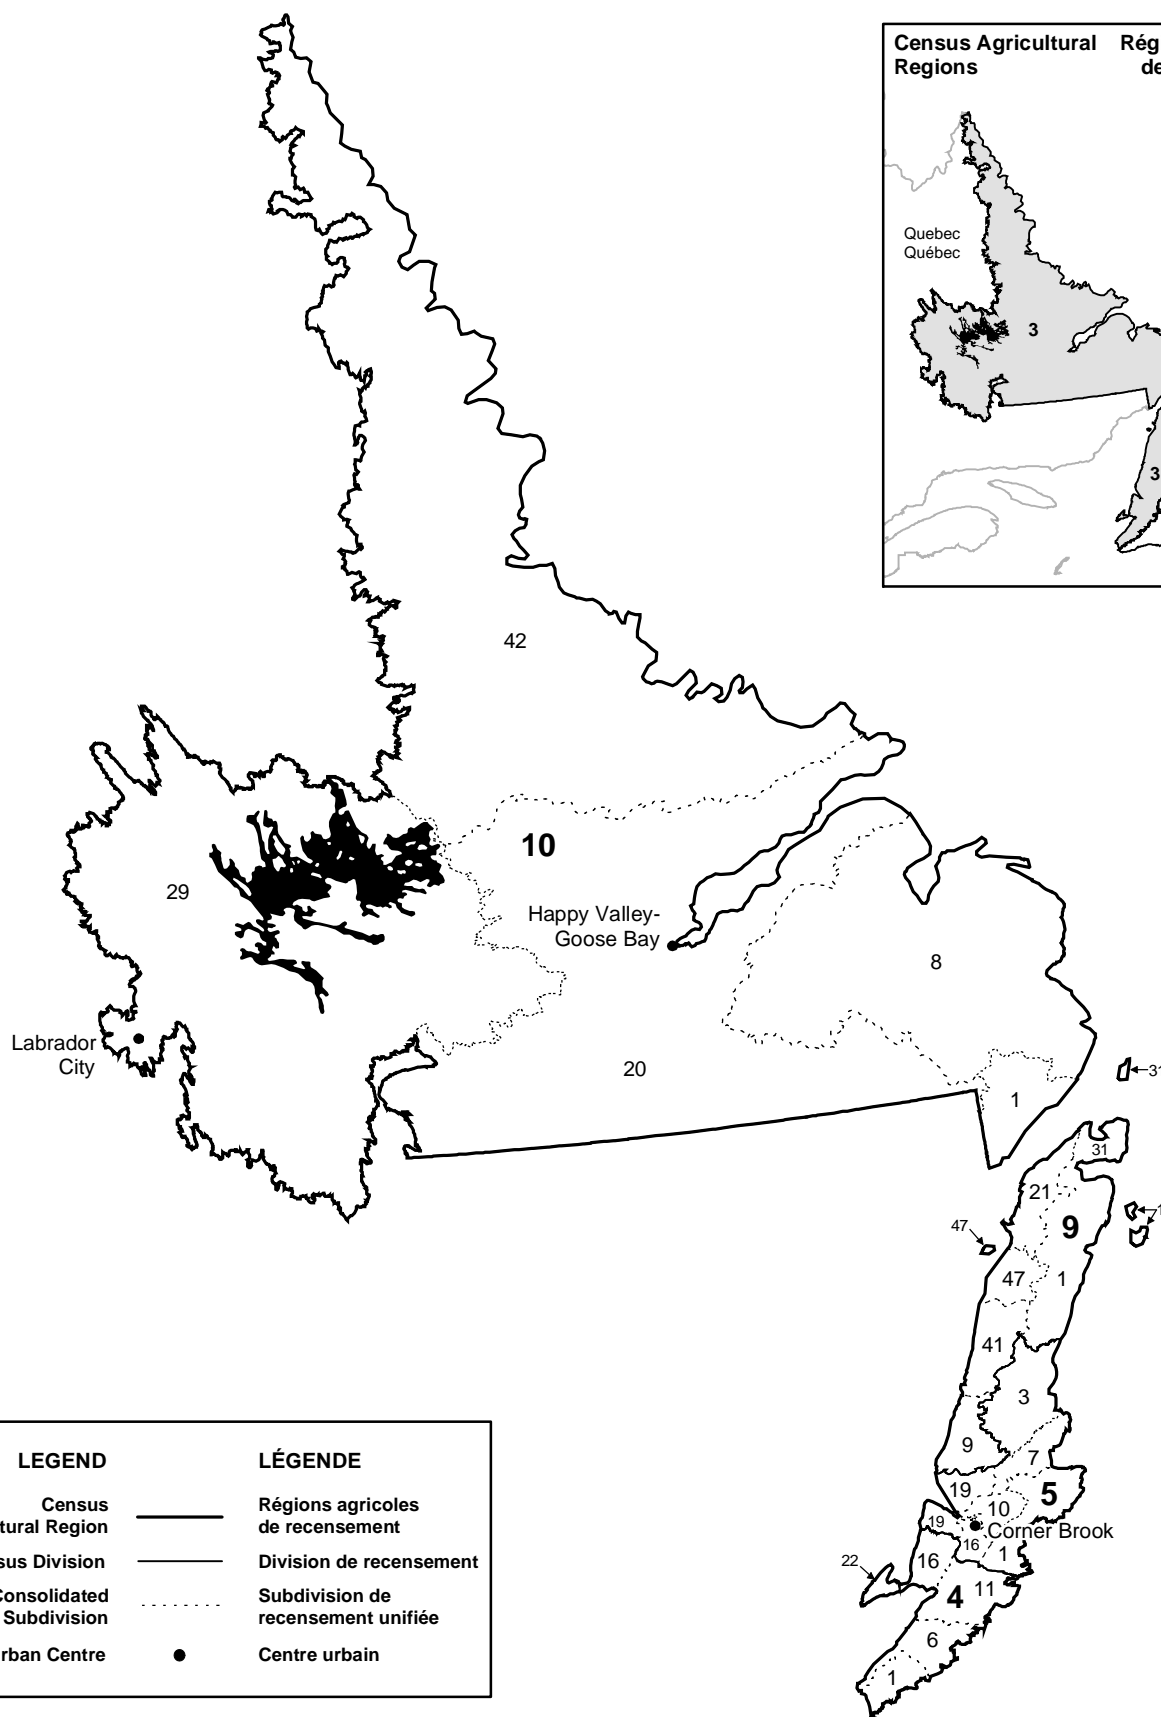 Census Agricultural
Regions
Quebec
Québec
3
3
42
10
29
Happy Valley-
Goose Bay
8
Labrador
City
20
1
31
21
9
47
47
1
41
3
9
7
19
5
10
19
Corner Brook
16
1
16
22
11
4
6
1
LEGEND
LÉGENDE
Census
Régions agricoles
tural Region
de recensement
sus Division
Division de recensement
Consolidated
Subdivision de
Subdivision
recensement unifiée
rban Centre
Centre urbain